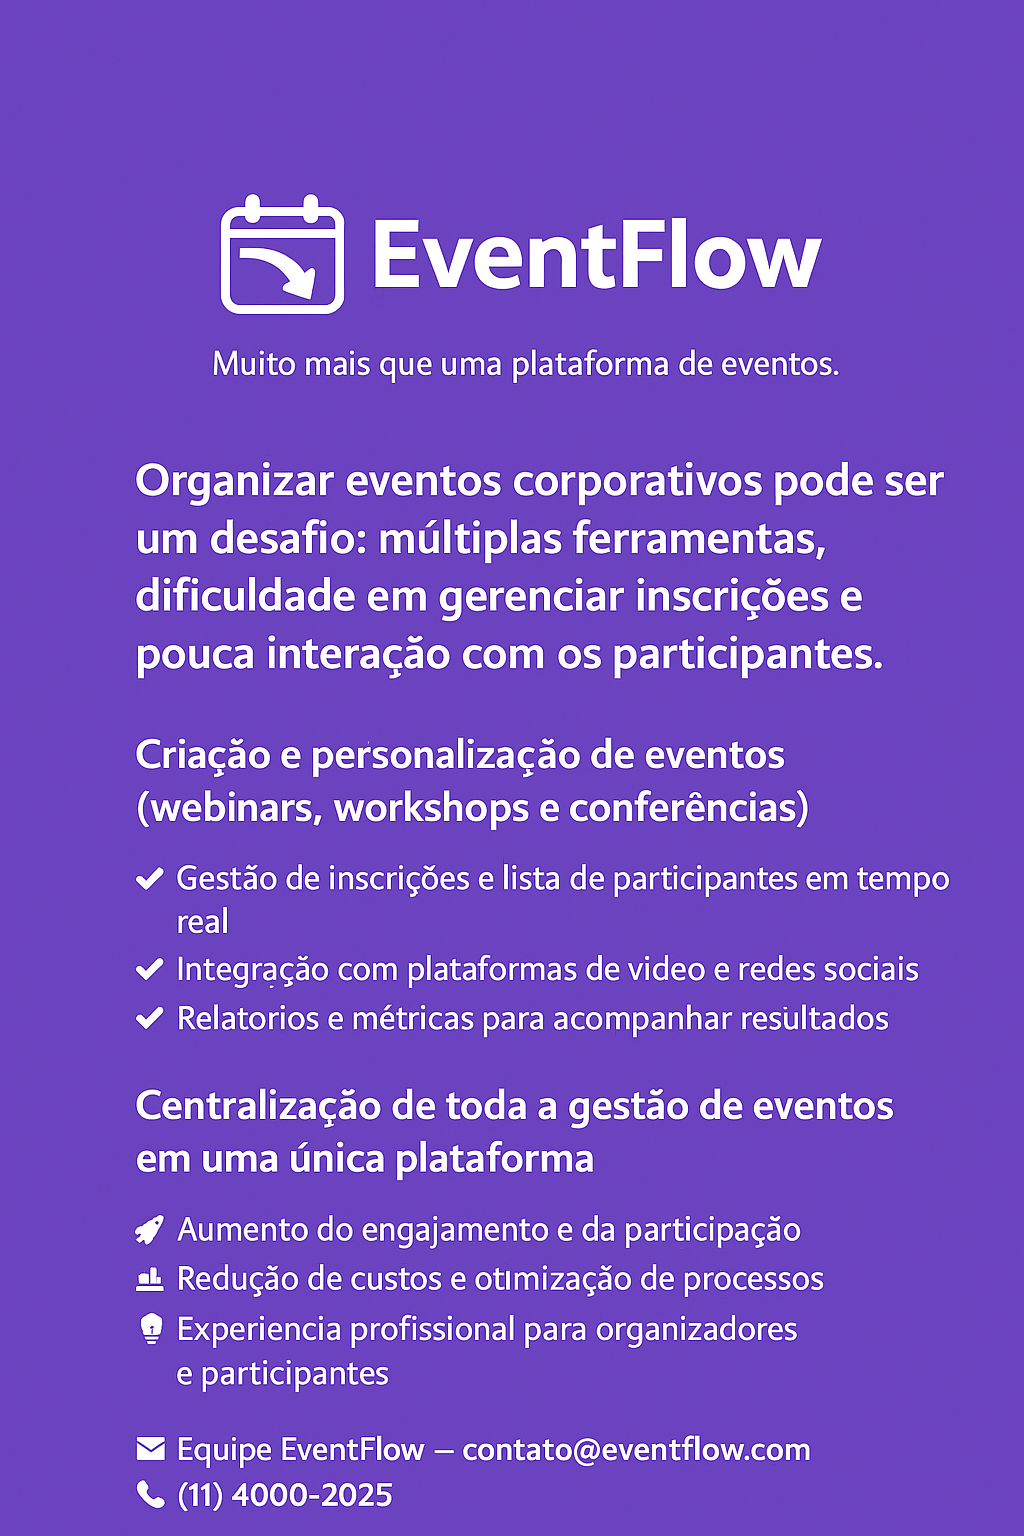 EventFlow
Muito mais que uma plataforma de eventos.
Organizar eventos corporativos pode ser
um desafio: múltiplas ferramentas,
dificuldade em gerenciar inscrições e
pouca interação com os participantes.
Criação e personalização de eventos
(webinars, workshops e conferências)
Gestão de inscrições e lista de participantes em tempo
real
Integração com plataformas de video e redes sociais
Relatorios e métricas para acompanhar resultados
Centralização de toda a gestão de eventos
em uma única plataforma
Aumento do engajamento e da participação
Redução de custos e otımização de processos
Experiencia profissional para organizadores
e participantes
Equipe EventFlow – contato@eventflow.com
(11) 4000-2025